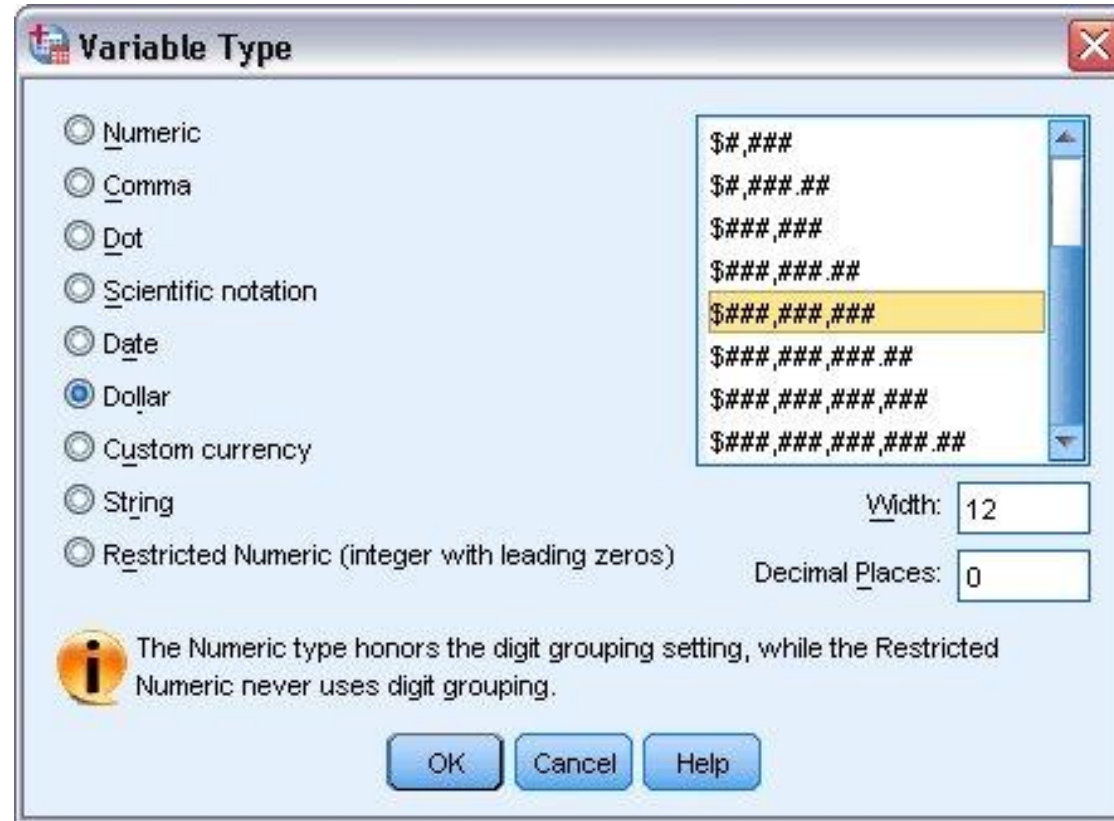 Variable Type
Numeric
Comma
Dot
Scientific notation
Date
Dollar
Custom currency
String
Restricted Numeric (integer with leading zeros)
$#,###
$#,###.##
$###,###
$###,###.##
$###,###,###
$###,###,###.##
$###,###,###,###
$###,###,###,###.##
Width: 12
Decimal Places: 0
The Numeric type honors the digit grouping setting, while the Restricted
Numeric never uses digit grouping.
OK Cancel Help